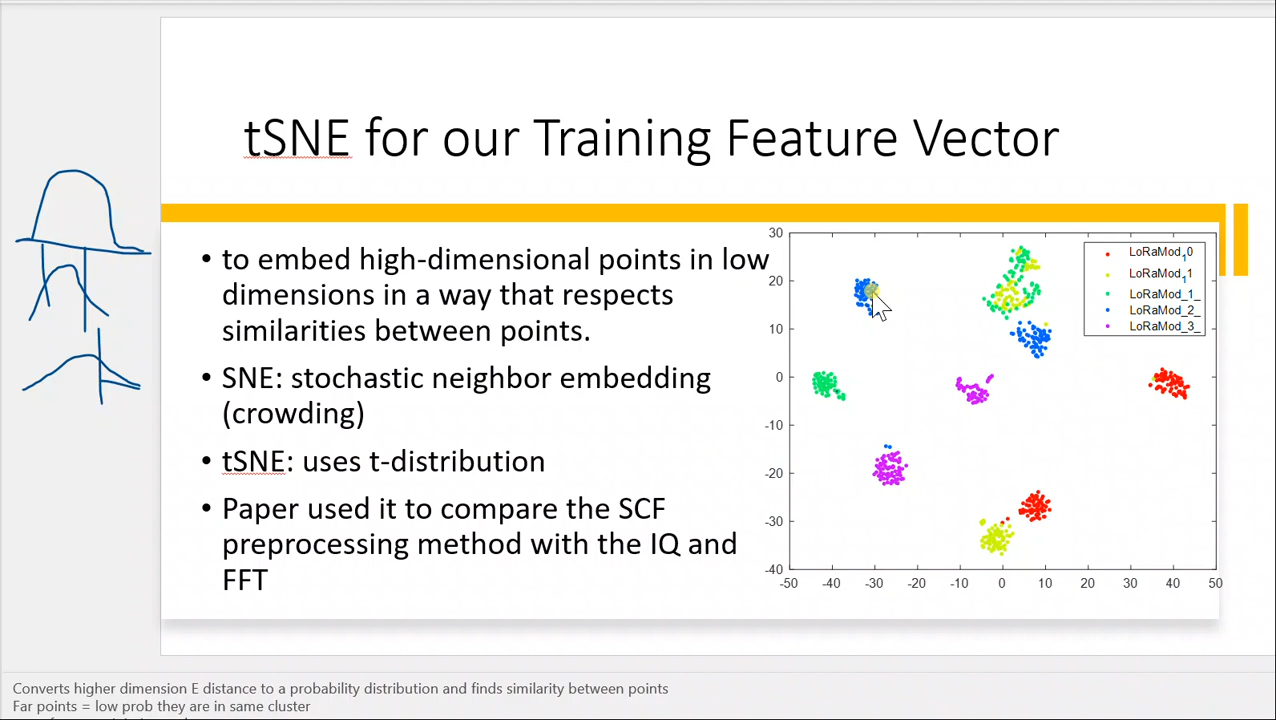 tSNE for our Training Feature Vector
• to embed high-dimensional points in low
dimensions in a way that respects
similarities between points.
• SNE: stochastic neighbor embedding
(crowding)
• tSNE: uses t-distribution
• Paper used it to compare the SCF
preprocessing method with the IQ and
FFT
30
20
10
0
-10
-20
-30
-40
-50 -40 -30 -20 -10 0 10 20 30 40 50
LoRaMod₁0
LoRaMod₁1
LoRaMod_1_
LoRaMod_2_
LoRaMod_3_
Converts higher dimension E distance to a probability distribution and finds similarity between points
Far points = low prob they are in same cluster